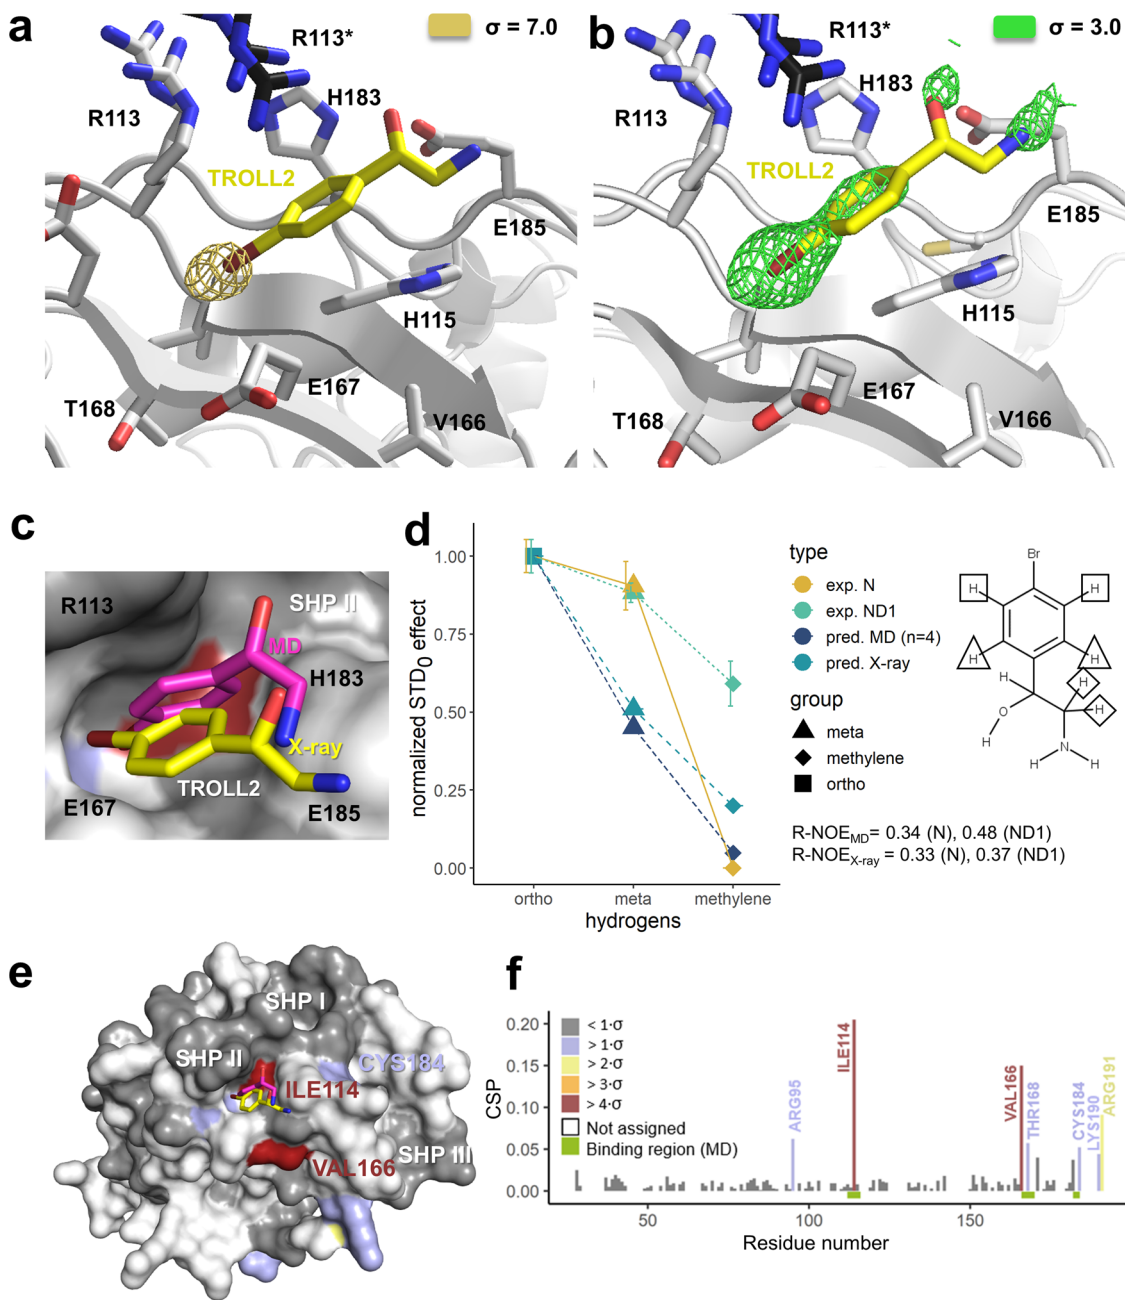 a
σ = 7.0
R113*
H183
R113
TROLL2
E185
H115
E167
T168
V166
b
σ = 3.0
R113*
H183
R113
TROLL2
E185
H115
E167
T168
V166
c
R113
SHP II
MD
H183
X-ray
TROLL2
E167
E185
d
normalized STD0 effect
1.00
0.75
0.50
0.25
0.00
ortho
meta
methylene
hydrogens
type
exp. N
exp. ND1
pred. MD (n=4)
pred. X-ray
group
meta
methylene
ortho
Br
H
H
H
H
H
H
H
O
H
N
H
H
R-NOEMD= 0.34 (N), 0.48 (ND1)
R-NOEX-ray = 0.33 (N), 0.37 (ND1)
e
SHP I
SHP II
CYS184
ILE114
SHP III
VAL166
f
CSP
0.20
0.15
0.10
0.05
0.00
< 1·σ
> 1·σ
> 2·σ
> 3·σ
> 4·σ
Not assigned
Binding region (MD)
ARG95
ILE114
VAL166
THR168
CYS184
LYS190
ARG191
50
100
150
Residue number